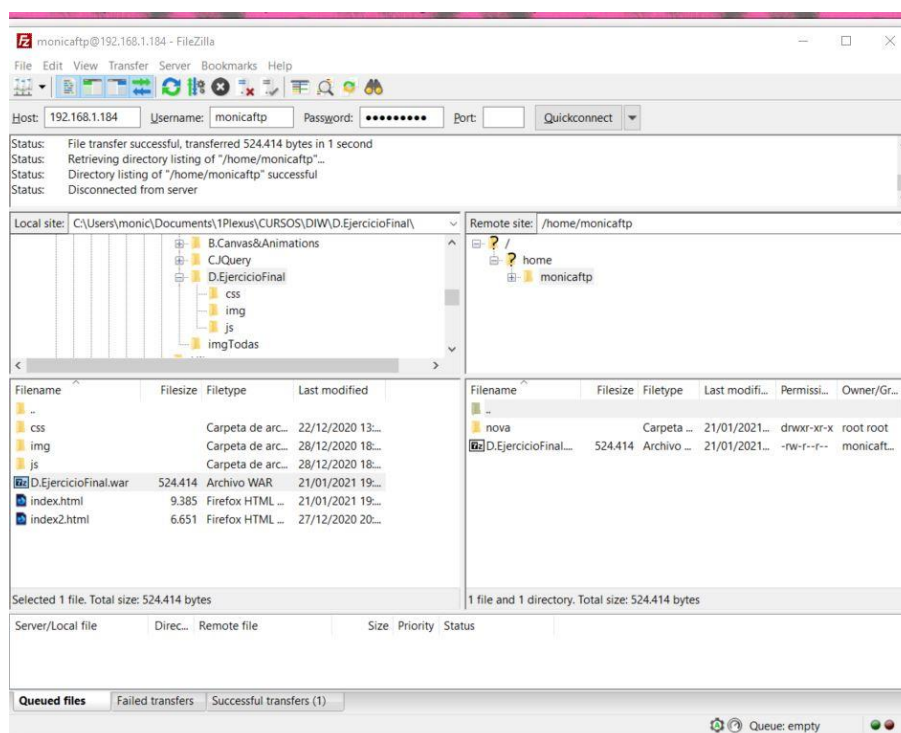 monicaftp@192.168.1.184 - FileZilla
File Edit View Transfer Server Bookmarks Help
Host: 192.168.1.184 Username: monicaftp Password: ●●●●●●●●● Port: Quickconnect
Status: File transfer successful, transferred 524.414 bytes in 1 second
Status: Retrieving directory listing of "/home/monicaftp"...
Status: Directory listing of "/home/monicaftp" successful
Status: Disconnected from server
Local site: C:\Users\monic\Documents\1Plexus\CURSOS\DIW\D.EjercicioFinal\
B.Canvas&Animations
C.JQuery
D.EjercicioFinal
css
img
js
imgTodas
Remote site: /home/monicaftp
/
home
monicaftp
Filename Filesize Filetype Last modified
..
css Carpeta de arc... 22/12/2020 13:...
img Carpeta de arc... 28/12/2020 18:...
js Carpeta de arc... 28/12/2020 18:...
D.EjercicioFinal.war 524.414 Archivo WAR 21/01/2021 19:...
index.html 9.385 Firefox HTML ... 21/01/2021 19:...
index2.html 6.651 Firefox HTML ... 27/12/2020 20:...
Selected 1 file. Total size: 524.414 bytes
Filename Filesize Filetype Last modifi... Permissi... Owner/Gr...
..
nova Carpeta ... 21/01/2021... drwxr-xr-x root root
D.EjercicioFinal.... 524.414 Archivo ... 21/01/2021... -rw-r--r-- monicaft...
1 file and 1 directory. Total size: 524.414 bytes
Server/Local file Direc... Remote file Size Priority Status
Queued files Failed transfers Successful transfers (1)
Queue: empty